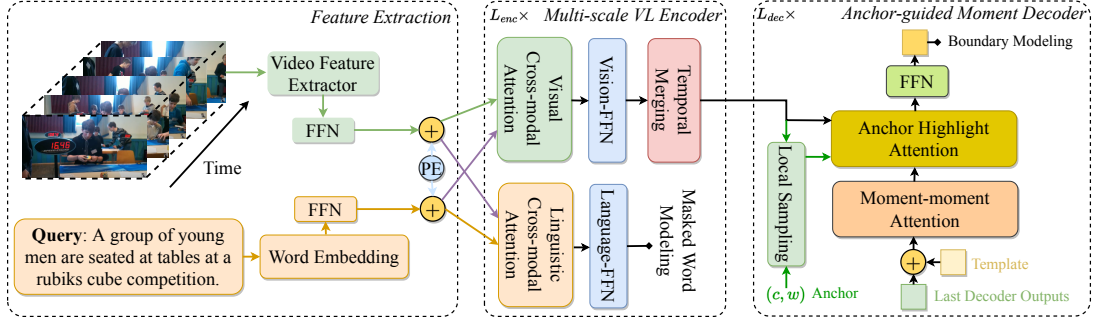 Feature Extraction
Video Feature
Extractor
FFN
Time
PE
FFN
Query: A group of young
men are seated at tables at a
rubiks cube competition.
Word Embedding
16.46
L_enc× Multi-scale VL Encoder
Visual
Cross-modal
Attention
Vision-FFN
Temporal
Merging
Linguistic
Cross-modal
Attention
Language-FFN
Masked Word
Modeling
L_dec× Anchor-guided Moment Decoder
Boundary Modeling
FFN
Anchor Highlight
Attention
Local Sampling
Moment-moment
Attention
Template
(c, w) Anchor
Last Decoder Outputs